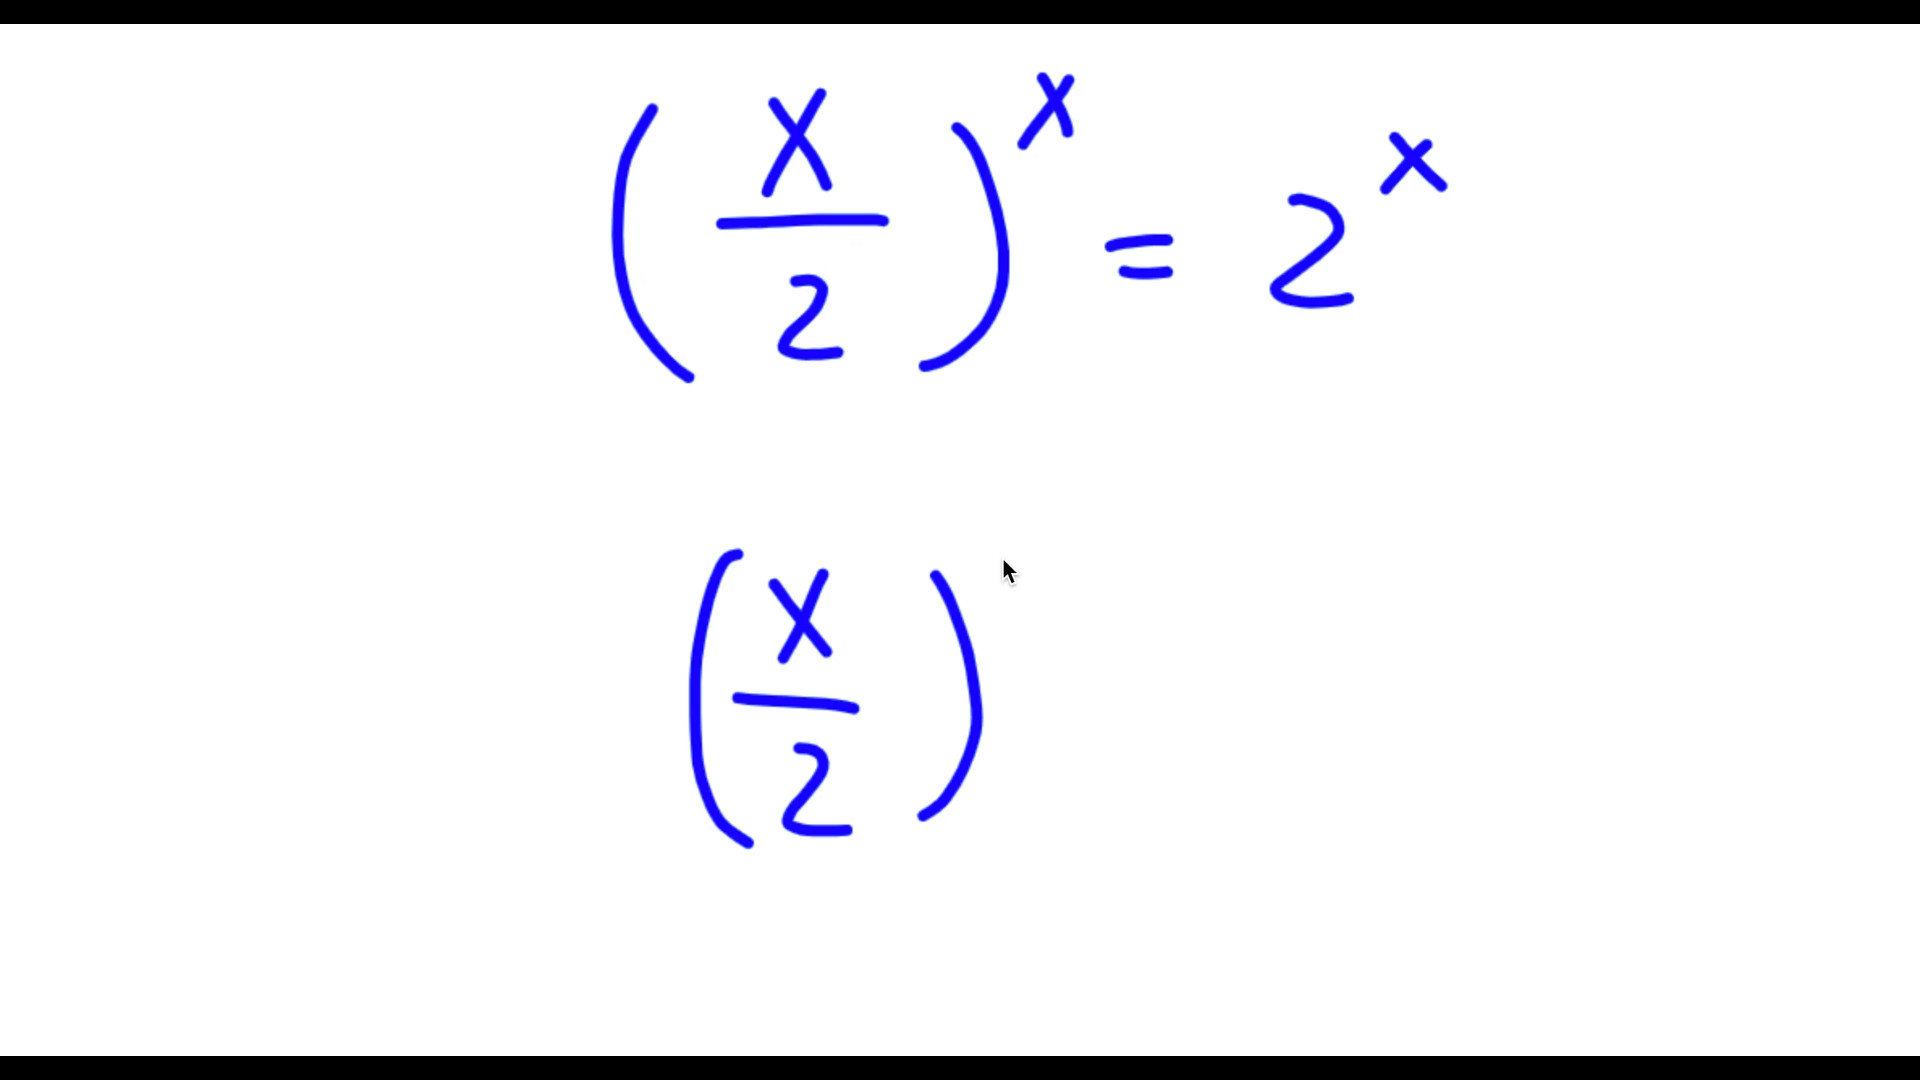 (x/2)^x = 2^x
(x/2)